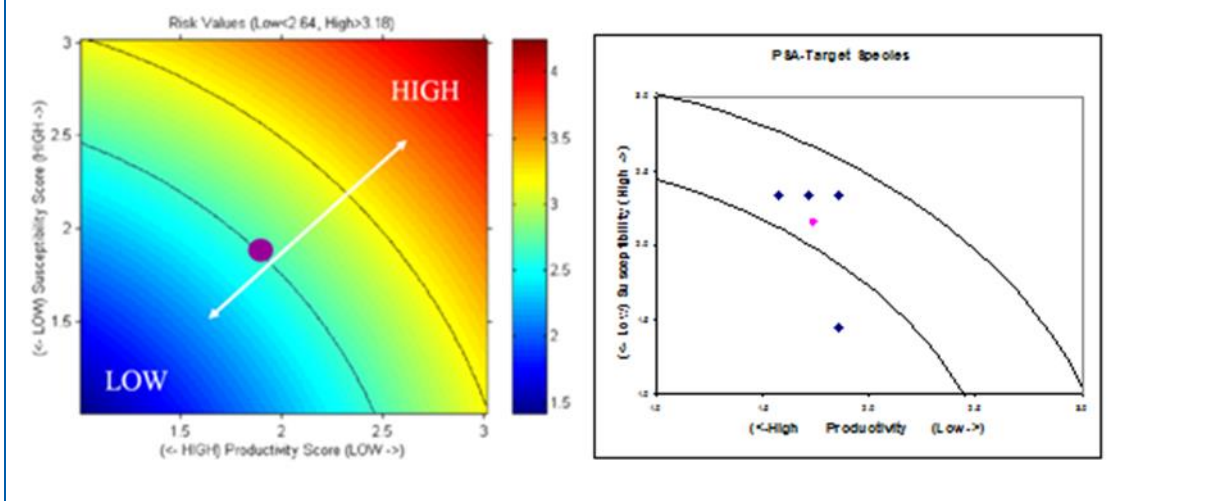 Risk Values (Low<2.64, High>3.18)
3
2.5
2
1.5
1.5
2
2.5
3
(<- LOW) Susceptibility Score (HIGH ->)
(<- HIGH) Productivity Score (LOW ->)
HIGH
LOW
4
3.5
3
2.5
2
1.5
PSA-Target Species
(<- Low) Susceptibility (High ->)
(<-High Productivity (Low->)